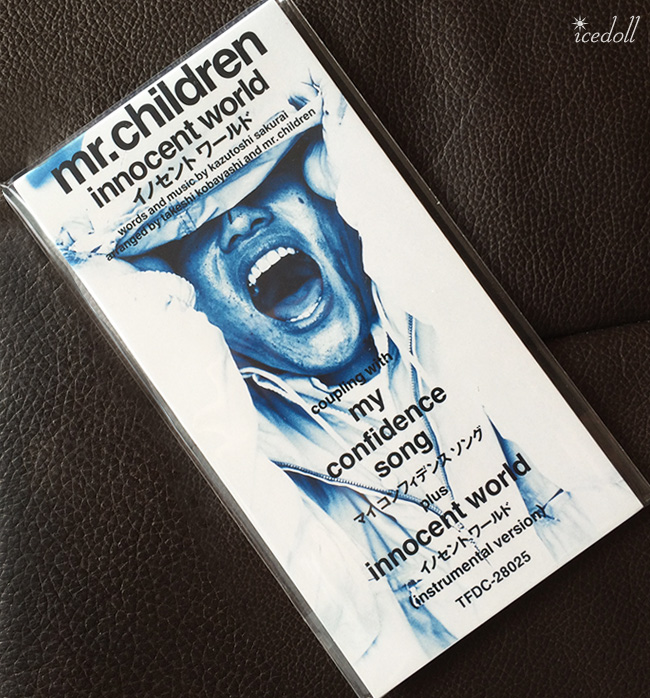 icedoll
mr.children
innocent world
イノセント ワールド
words and music by kazutoshi sakurai
arranged by takeshi kobayashi and mr.children
coupling with
my
confidence
song
マイ コンフィデンス ソング
plus
innocent world
イノセント ワールド
(instrumental version)
TFDC-28025